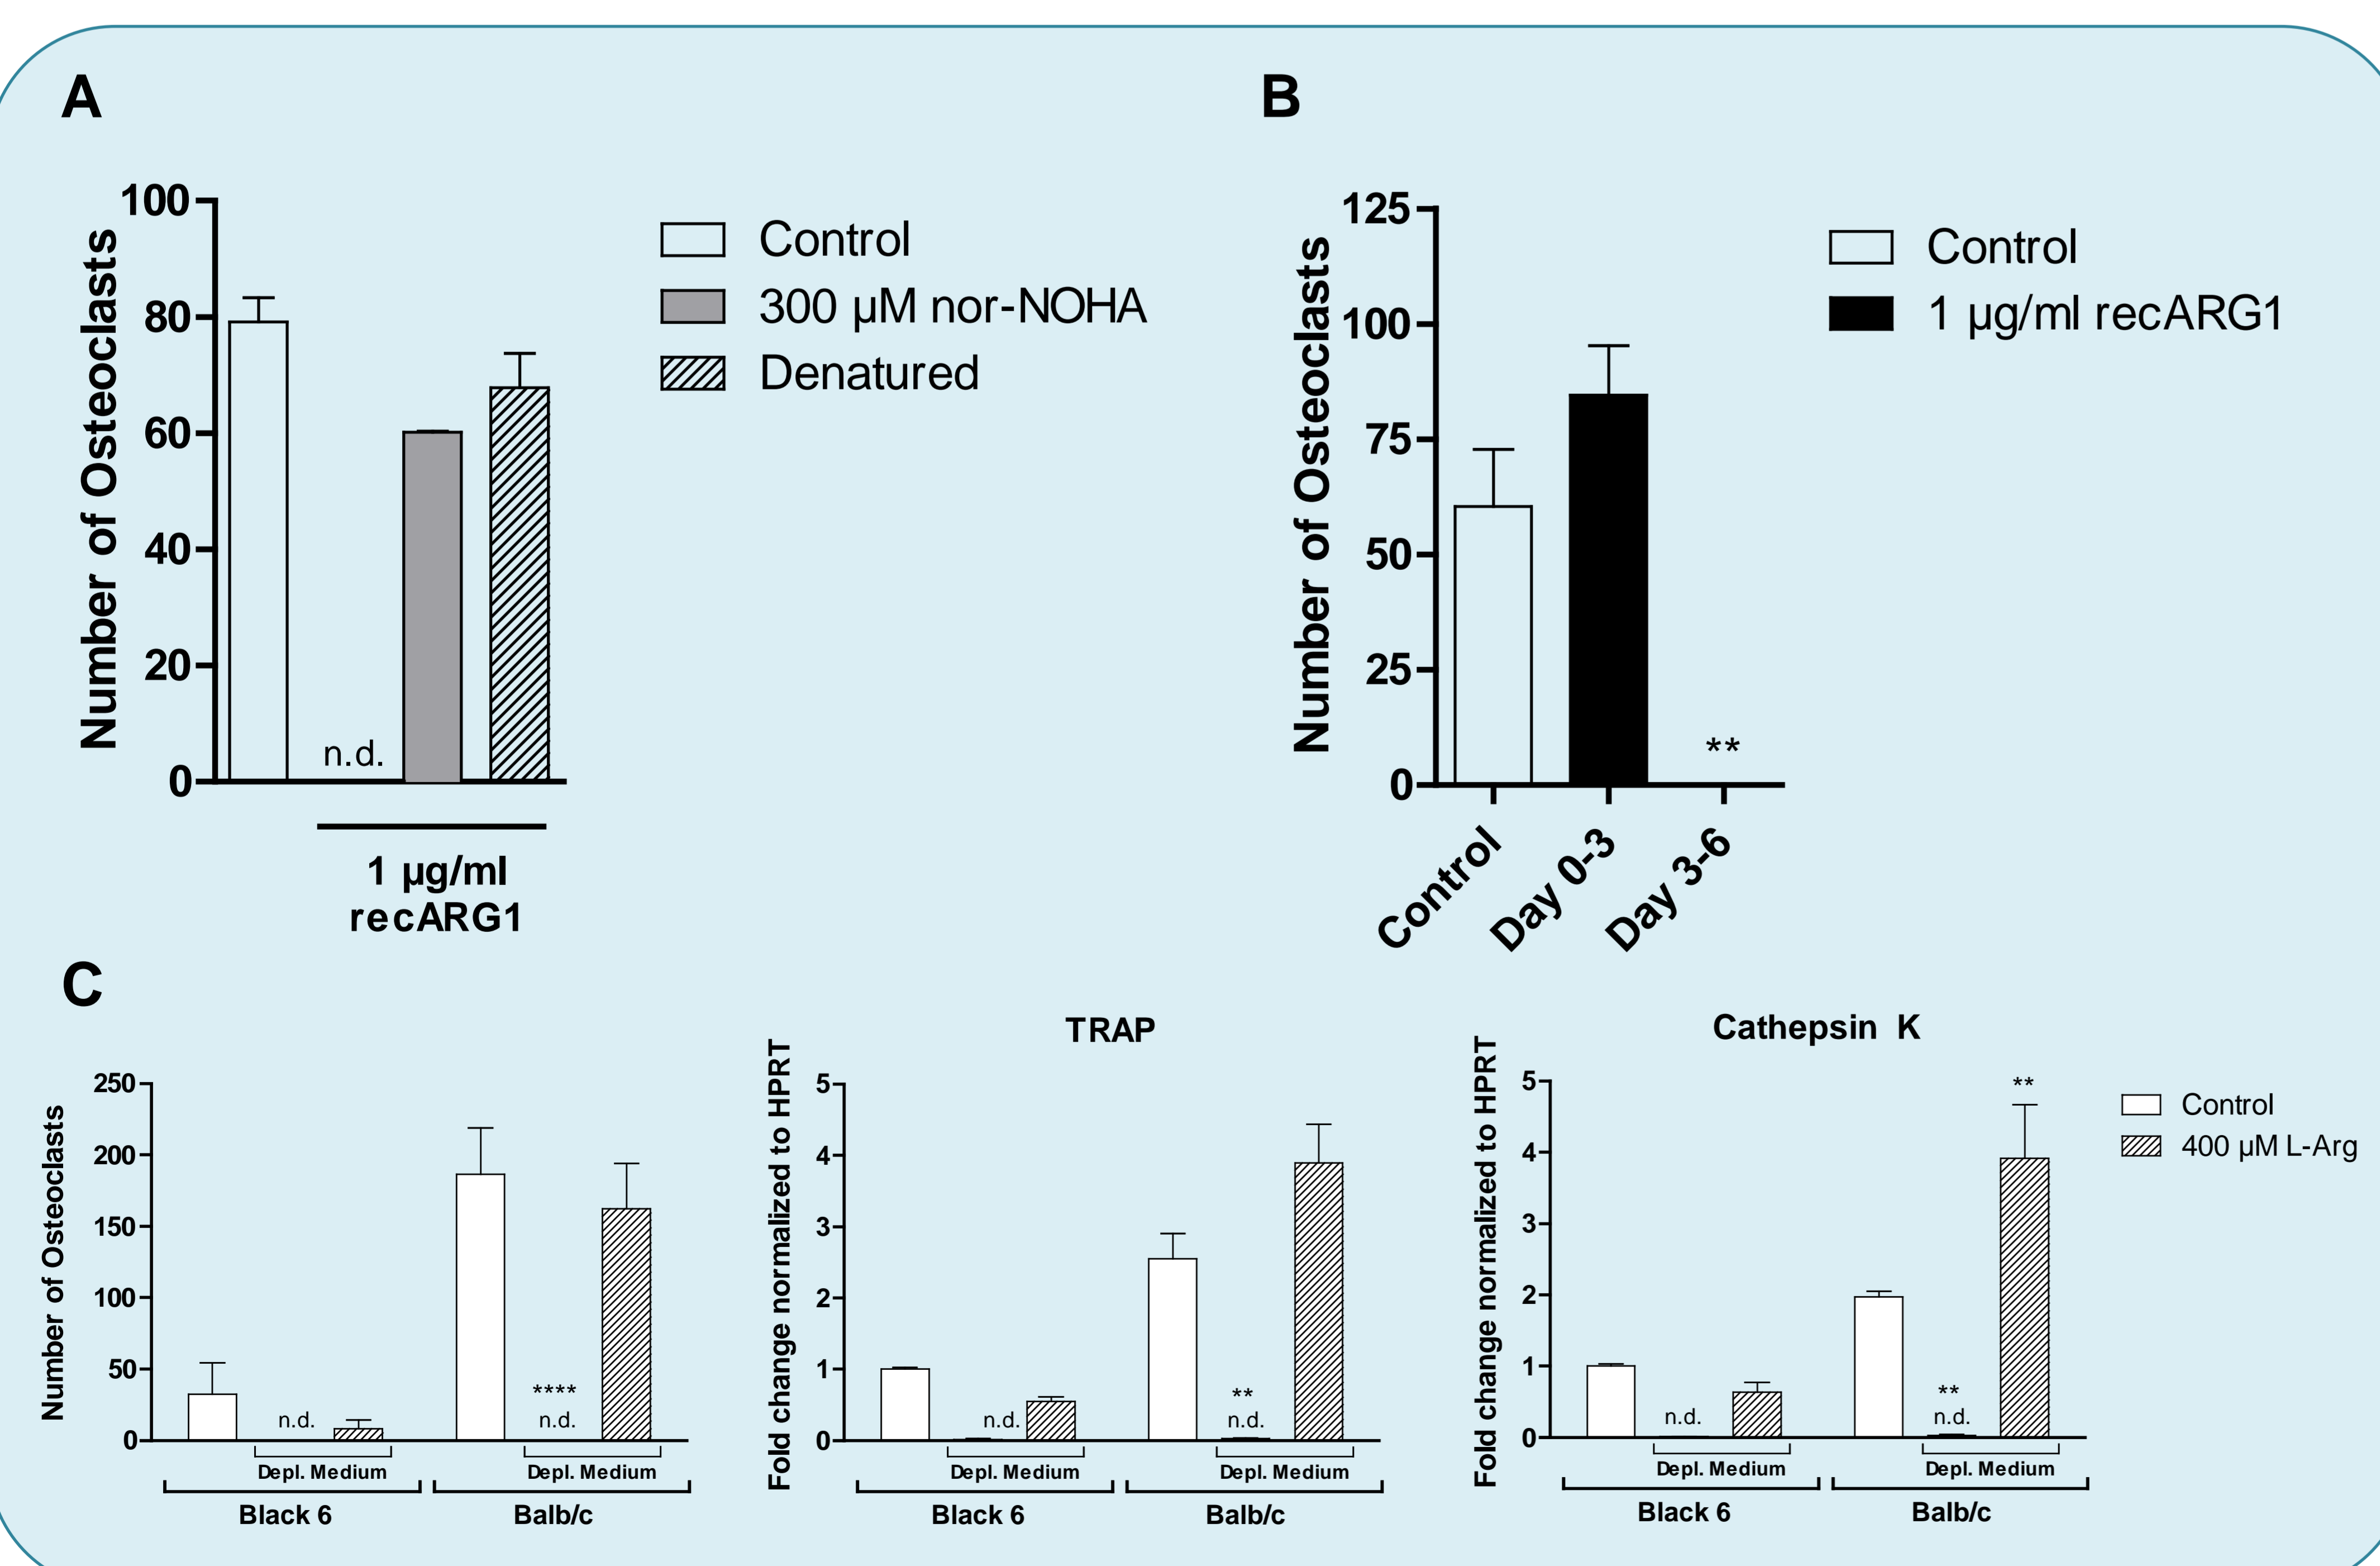 A
Number of Osteoclasts
100
80
60
40
20
0
n.d.
1 µg/ml
recARG1
Control
300 µM nor-NOHA
Denatured
B
Number of Osteoclasts
125
100
75
50
25
0
**
Control
Day 0-3
Day 3-6
Control
1 µg/ml recARG1
C
Number of Osteoclasts
250
200
150
100
50
0
n.d.
****
n.d.
Depl. Medium
Depl. Medium
Black 6
Balb/c
TRAP
Fold change normalized to HPRT
5
4
3
2
1
0
n.d.
**
n.d.
Depl. Medium
Depl. Medium
Black 6
Balb/c
Cathepsin K
Fold change normalized to HPRT
5
4
3
2
1
0
n.d.
**
n.d.
**
Depl. Medium
Depl. Medium
Black 6
Balb/c
Control
400 µM L-Arg